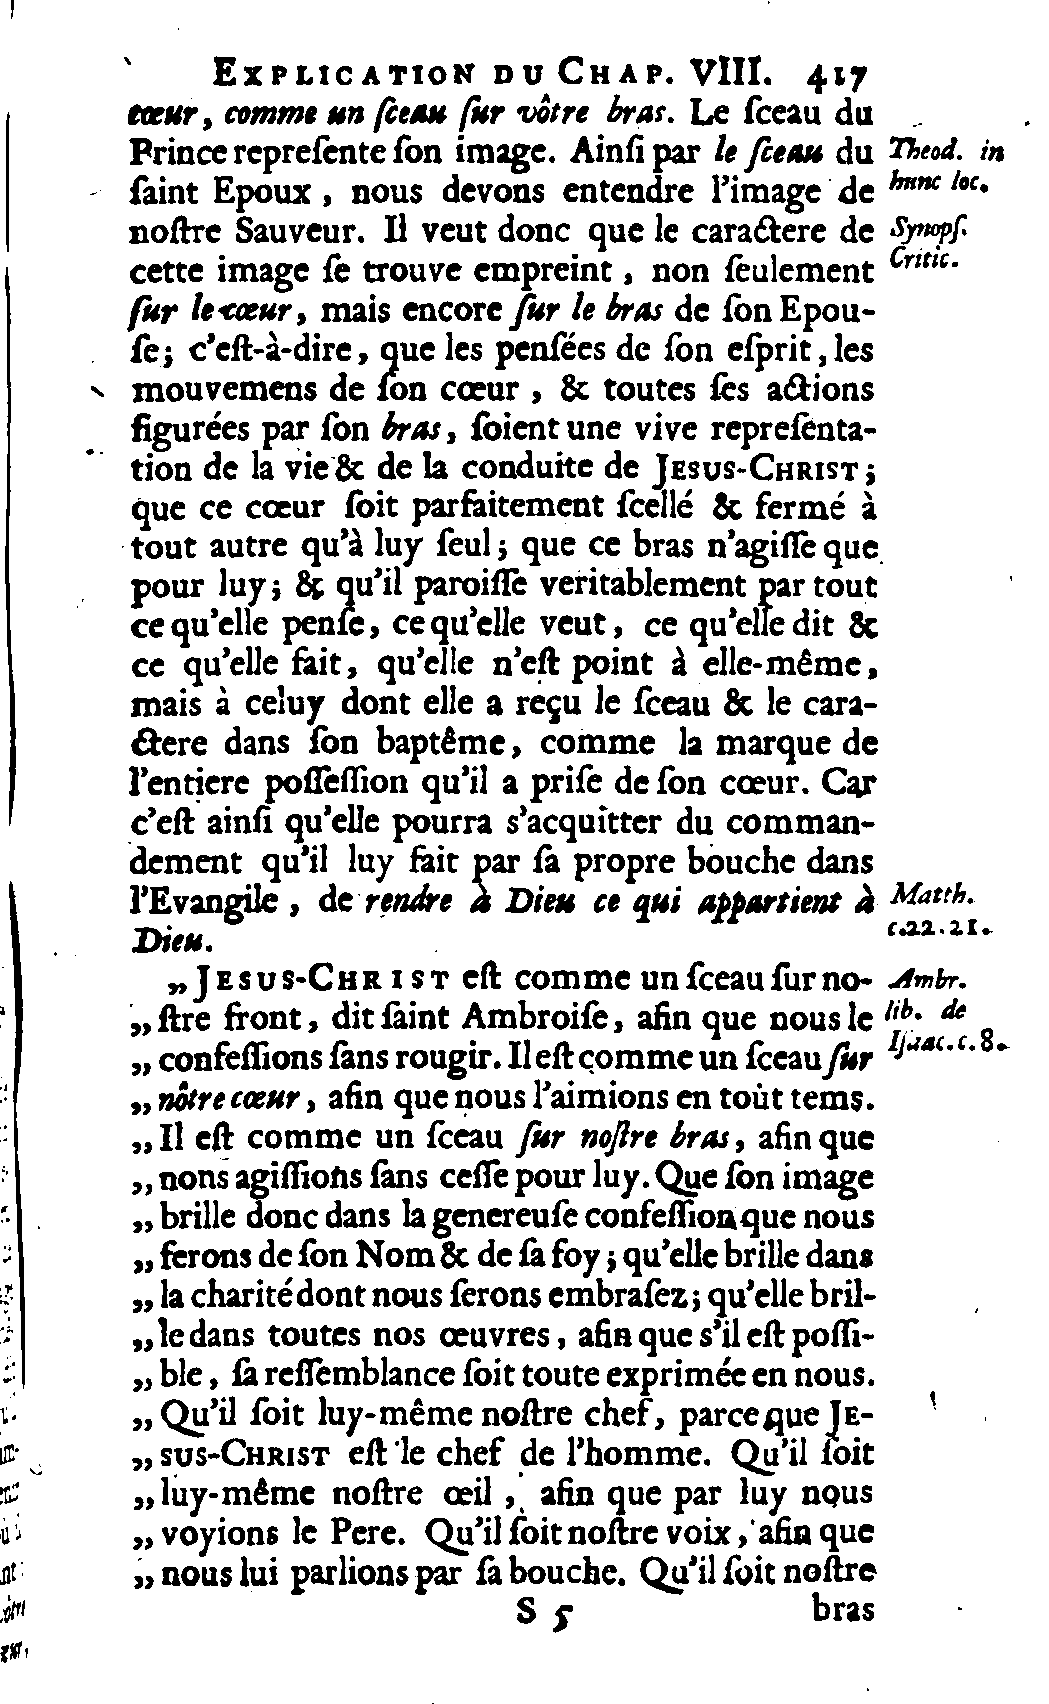 EXPLICATION DU CHAP. VIII. 417
cœur, comme un ſceau ſur vôtre bras. Le ſceau du
Prince repreſente ſon image. Ainſi par le ſceau du
ſaint Epoux, nous devons entendre l'image de
noſtre Sauveur. Il veut donc que le caractere de
cette image ſe trouve empreint, non ſeulement
ſur le cœur, mais encore ſur le bras de ſon Epou-
ſe; c'eſt-à-dire, que les penſées de ſon eſprit, les
mouvemens de ſon cœur, & toutes ſes actions
figurées par ſon bras, ſoient une vive repreſenta-
tion de la vie & de la conduite de JESUS-CHRIST;
que ce cœur ſoit parfaitement ſcellé & fermé à
tout autre qu'à luy ſeul; que ce bras n'agiſſe que
pour luy; & qu'il paroiſſe veritablement par tout
ce qu'elle penſe, ce qu'elle veut, ce qu'elle dit &
ce qu'elle fait, qu'elle n'eſt point à elle-même,
mais à celuy dont elle a reçu le ſceau & le cara-
ctere dans ſon baptême, comme la marque de
l'entiere poſſeſſion qu'il a priſe de ſon cœur. Car
c'eſt ainſi qu'elle pourra s'acquitter du comman-
dement qu'il luy fait par ſa propre bouche dans
l'Evangile, de rendre à Dieu ce qui appartient à
Dieu.
„ JESUS-CHRIST eſt comme un ſceau ſur no-
„ ſtre front, dit ſaint Ambroiſe, afin que nous le
„ confeſſions ſans rougir. Il eſt comme un ſceau ſur
„ nôtre cœur, afin que nous l'aimions en tout tems.
„ Il eſt comme un ſceau ſur noſtre bras, afin que
„ nons agiſſions ſans ceſſe pour luy. Que ſon image
„ brille donc dans la genereuſe confeſſion que nous
„ ferons de ſon Nom & de ſa foy; qu'elle brille dans
„ la charité dont nous ſerons embraſez; qu'elle bril-
„ le dans toutes nos œuvres, afin que s'il eſt poſſi-
„ ble, ſa reſſemblance ſoit toute exprimée en nous.
„ Qu'il ſoit luy-même noſtre chef, parce que JE-
„ SUS-CHRIST eſt le chef de l'homme. Qu'il ſoit
„ luy-même noſtre œil, afin que par luy nous
„ voyions le Pere. Qu'il ſoit noſtre voix, afin que
„ nous lui parlions par ſa bouche. Qu'il ſoit noſtre
S 5 bras
Theod. in
hunc loc.
Synopſ.
Critic.
Matth.
c.22.21.
Ambr.
lib. de
Iſaac. c.8.